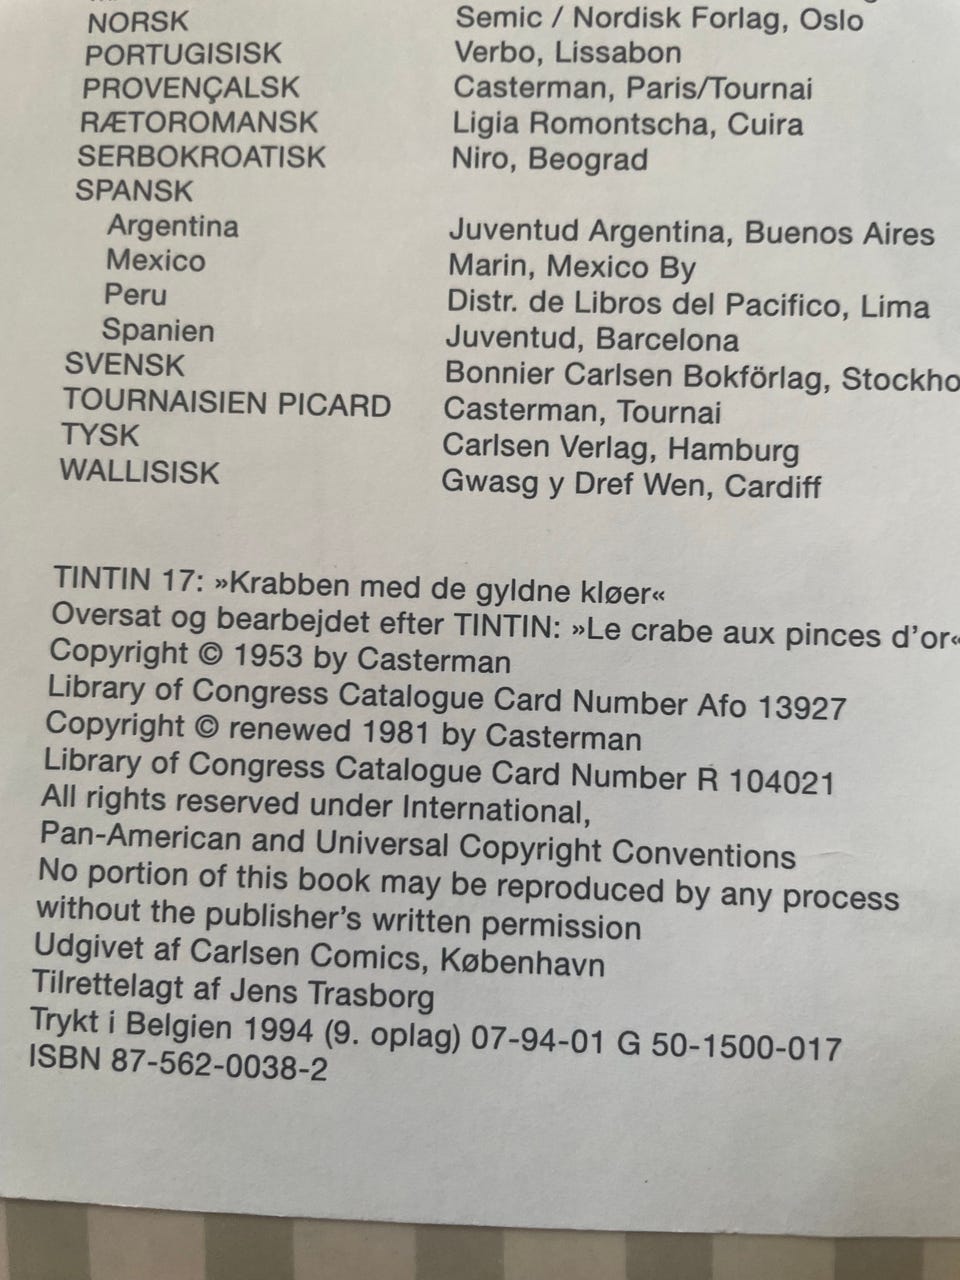 NORSK Semic / Nordisk Forlag, Oslo
PORTUGISISK Verbo, Lissabon
PROVENÇALSK Casterman, Paris/Tournai
RÆTOROMANSK Ligia Romontscha, Cuira
SERBOKROATISK Niro, Beograd
SPANSK
Argentina Juventud Argentina, Buenos Aires
Mexico Marin, Mexico By
Peru Distr. de Libros del Pacifico, Lima
Spanien Juventud, Barcelona
SVENSK Bonnier Carlsen Bokförlag, Stockho
TOURNAISIEN PICARD Casterman, Tournai
TYSK Carlsen Verlag, Hamburg
WALLISISK Gwasg y Dref Wen, Cardiff
TINTIN 17: »Krabben med de gyldne kløer«
Oversat og bearbejdet efter TINTIN: »Le crabe aux pinces d’or«
Copyright © 1953 by Casterman
Library of Congress Catalogue Card Number Afo 13927
Copyright © renewed 1981 by Casterman
Library of Congress Catalogue Card Number R 104021
All rights reserved under International,
Pan-American and Universal Copyright Conventions
No portion of this book may be reproduced by any process
without the publisher’s written permission
Udgivet af Carlsen Comics, København
Tilrettelagt af Jens Trasborg
Trykt i Belgien 1994 (9. oplag) 07-94-01 G 50-1500-017
ISBN 87-562-0038-2